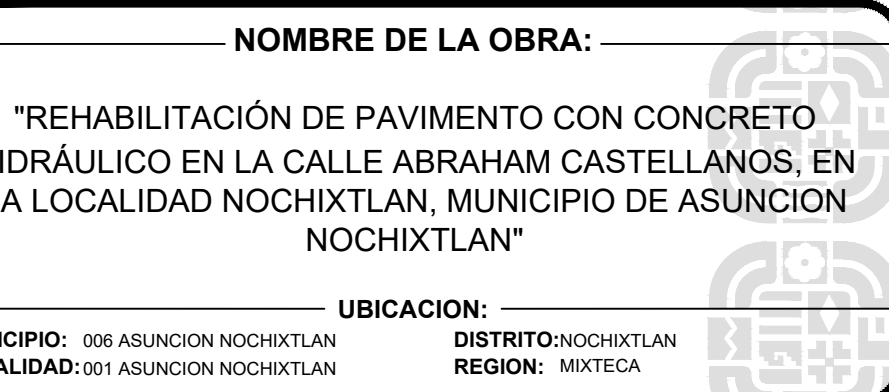 NOMBRE DE LA OBRA:
"REHABILITACIÓN DE PAVIMENTO CON CONCRETO
IDRÁULICO EN LA CALLE ABRAHAM CASTELLANOS, EN
A LOCALIDAD NOCHIXTLAN, MUNICIPIO DE ASUNCION
NOCHIXTLAN"
UBICACION:
ICIPIO: 006 ASUNCION NOCHIXTLAN DISTRITO:NOCHIXTLAN
ALIDAD:001 ASUNCION NOCHIXTLAN REGION: MIXTECA